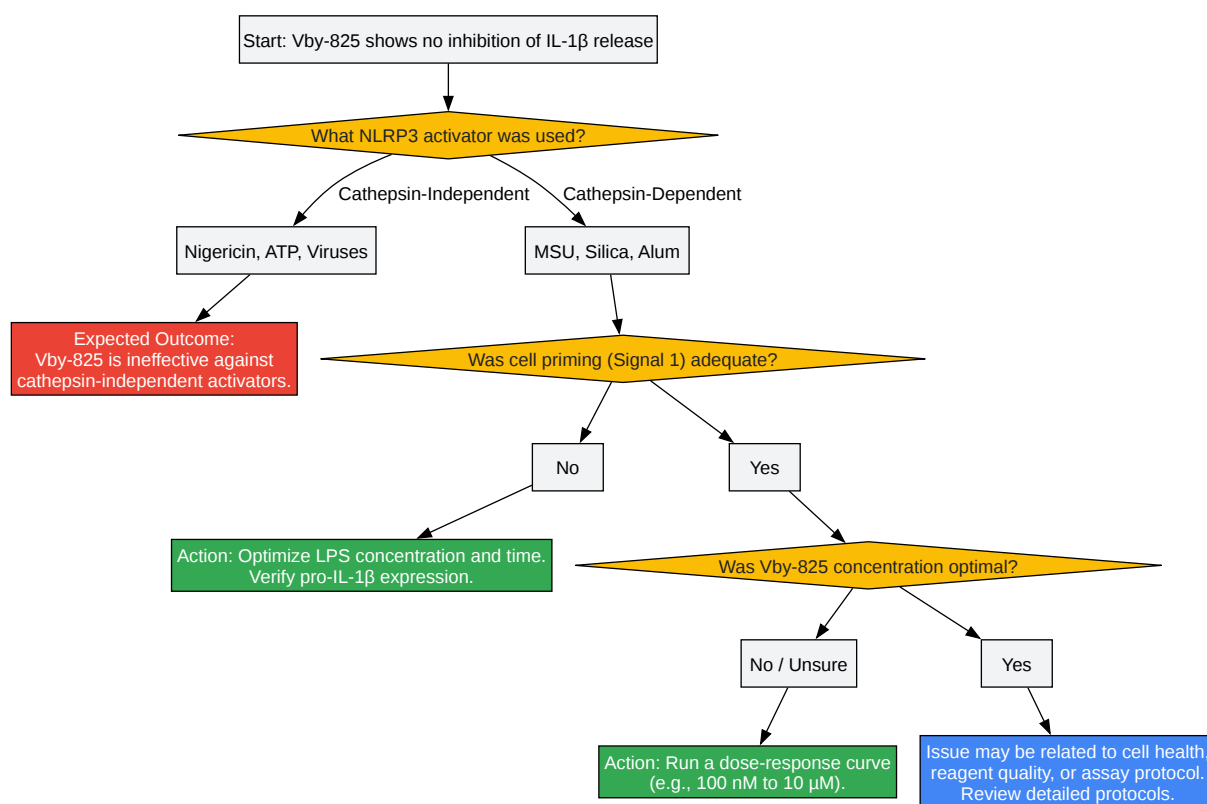 Start: Vby-825 shows no inhibition of IL-1β release
What NLRP3 activator was used?
Cathepsin-Independent
Cathepsin-Dependent
Nigericin, ATP, Viruses
MSU, Silica, Alum
Expected Outcome:
Vby-825 is ineffective against
cathepsin-independent activators.
Was cell priming (Signal 1) adequate?
No
Yes
Action: Optimize LPS concentration and time.
Verify pro-IL-1β expression.
Was Vby-825 concentration optimal?
No / Unsure
Yes
Action: Run a dose-response curve
(e.g., 100 nM to 10 µM).
Issue may be related to cell health,
reagent quality, or assay protocol.
Review detailed protocols.